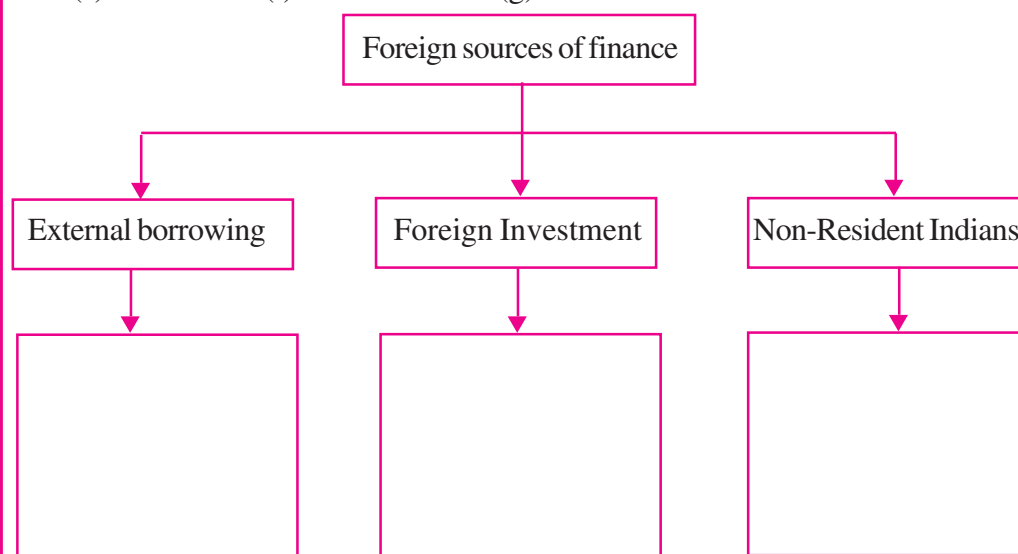 (g)
Foreign sources of finance
External borrowing Foreign Investment Non-Resident Indians